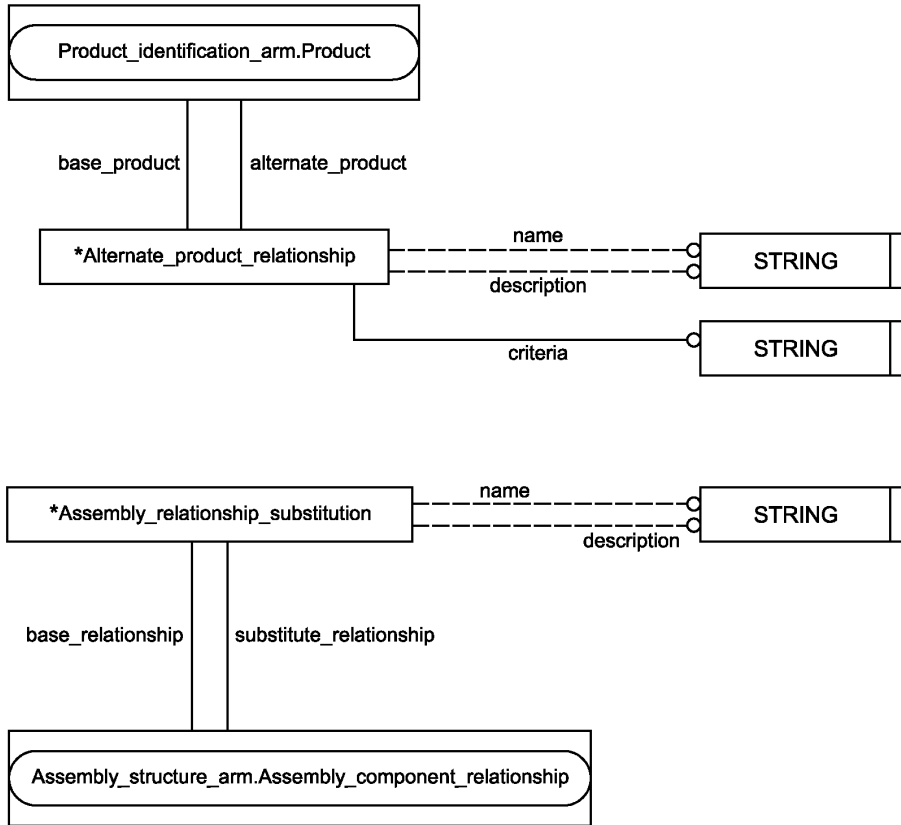 Product_identification_arm.Product
base_product
alternate_product
*Alternate_product_relationship
name
STRING
description
criteria
STRING
*Assembly_relationship_substitution
name
STRING
description
base_relationship
substitute_relationship
Assembly_structure_arm.Assembly_component_relationship